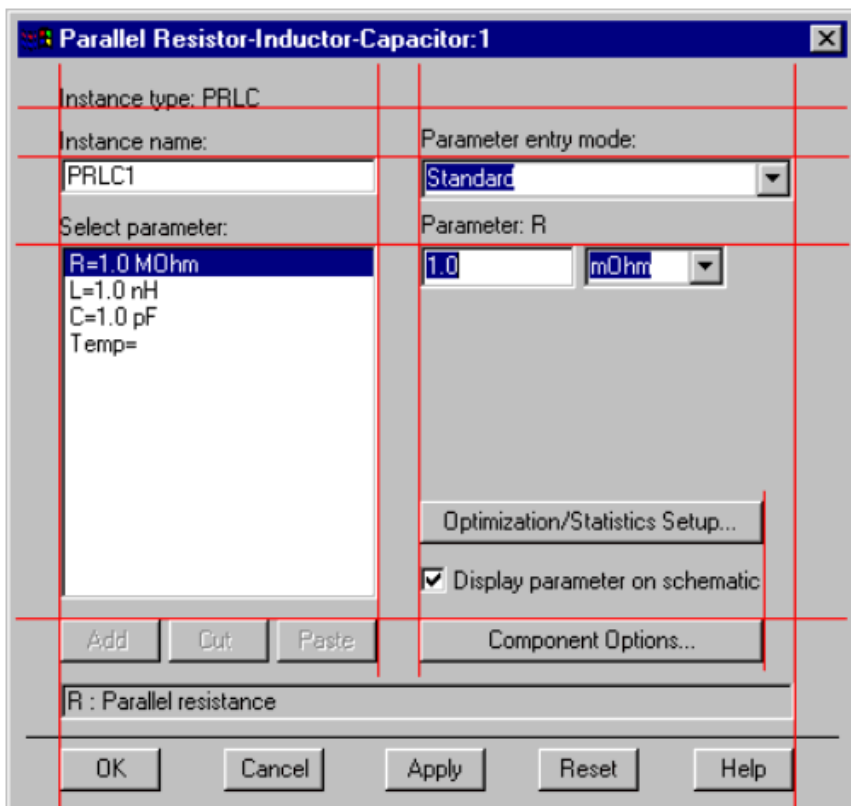 Parallel Resistor-Inductor-Capacitor:1
Instance type: PRLC
Instance name:
PRLC1
Select parameter:
R=1.0 MOhm
L=1.0 nH
C=1.0 pF
Temp=
Add Cut Paste
Parameter entry mode:
Standard
Parameter: R
1.0 mOhm
Optimization/Statistics Setup...
Display parameter on schematic
Component Options...
R : Parallel resistance
OK Cancel Apply Reset Help